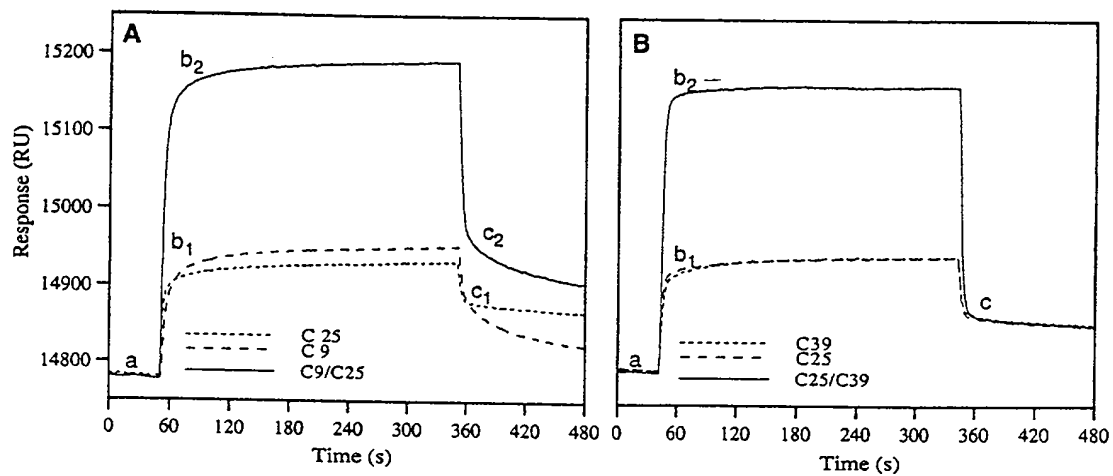 A
Response (RU)
15200
15100
15000
14900
14800
b2
b1
a
c2
c1
C 25
C 9
C9/C25
0 60 120 180 240 300 360 420 480
Time (s)
B
b2
b1
a
c
C39
C25
C25/C39
0 60 120 180 240 300 360 420 480
Time (s)